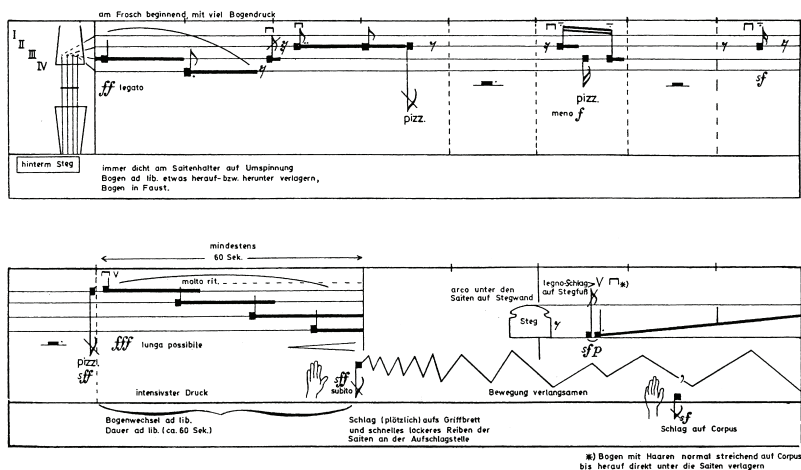 am Frosch beginnend, mit viel Bogendruck
I
II
III
IV
ff legato
pizz.
pizz.
meno f
sf
hinterm Steg
immer dicht am Saitenhalter auf Umspinnung
Bogen ad lib. etwas herauf-bzw. herunter verlagern,
Bogen in Faust.
mindestens
60 Sek.
V
molto rit.
arco unter den
Saiten auf Stegwand
legno-Schlag
auf Stegfuß
V
*)
Steg
pizz.
sff
fff lunga possibile
sff
subito
sfp
intensivster Druck
Bewegung verlangsamen
sf
Bogenwechsel ad lib.
Dauer ad lib. (ca. 60 Sek.)
Schlag (plötzlich) aufs Griffbrett
und schnelles lockeres Reiben der
Saiten an der Aufschlagstelle
Schlag auf Corpus
*) Bogen mit Haaren normal streichend auf Corpus
bis herauf direkt unter die Saiten verlagern